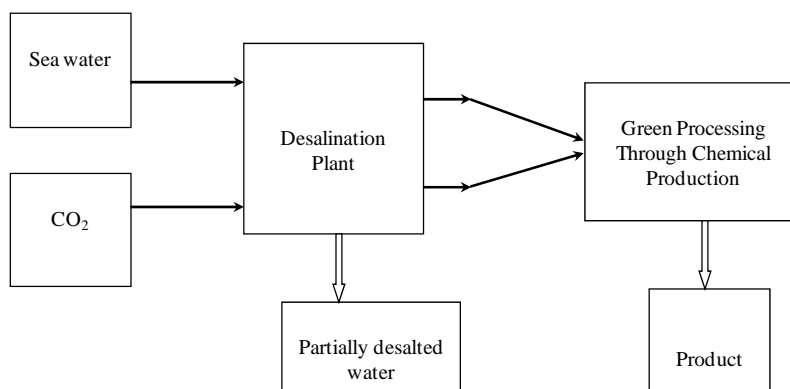 Sea water
CO₂
Desalination
Plant
Green Processing
Through Chemical
Production
Partially desalted
water
Product